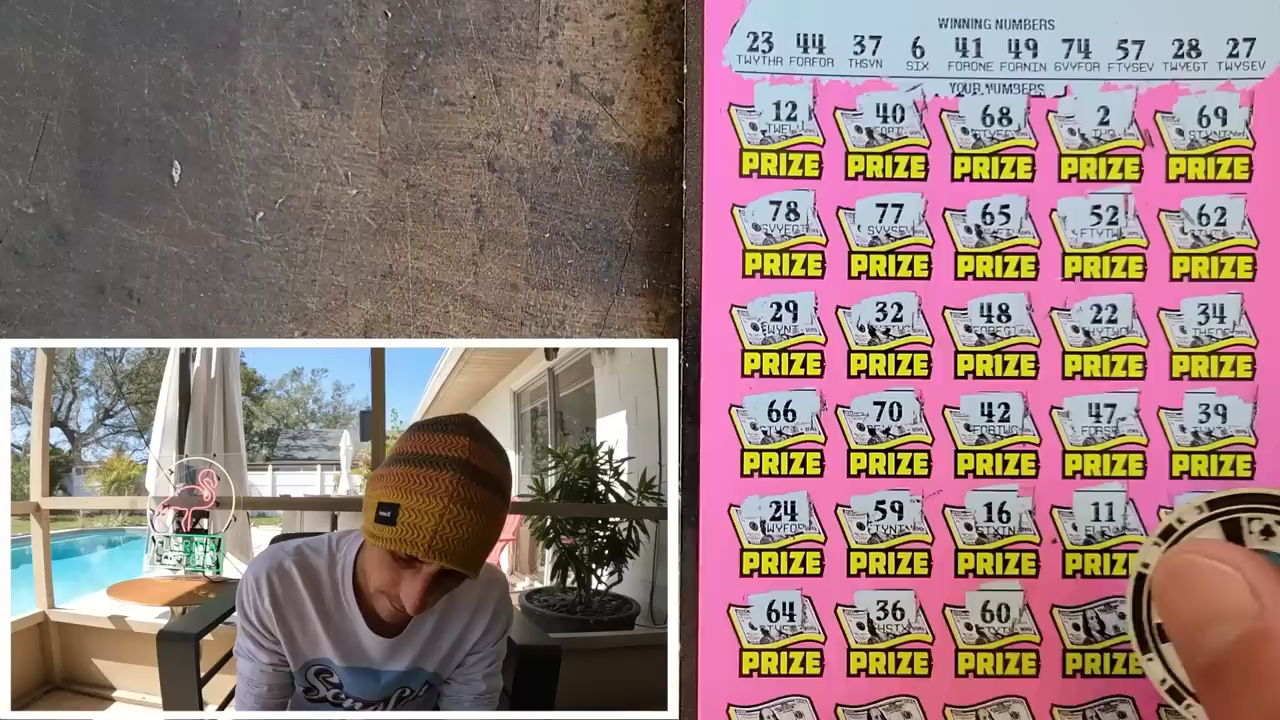 WINNING NUMBERS
23 44 37 6 41 49 74 57 28 27
TWYTHR FORFOR THSVN SIX FORONE FORNIN SVYFOR FTYSEV TWYEGT TWYSEV
YOUR NUMBERS
12 40 68 2 69
PRIZE PRIZE PRIZE PRIZE PRIZE
78 77 65 52 62
SVYEGT SVYSEV
PRIZE PRIZE PRIZE PRIZE PRIZE
29 32 48 22 34
PRIZE PRIZE PRIZE PRIZE PRIZE
66 70 42 47 39
PRIZE PRIZE PRIZE PRIZE PRIZE
24 59 16 11
PRIZE PRIZE PRIZE PRIZE
64 36 60
PRIZE PRIZE PRIZE PRIZE